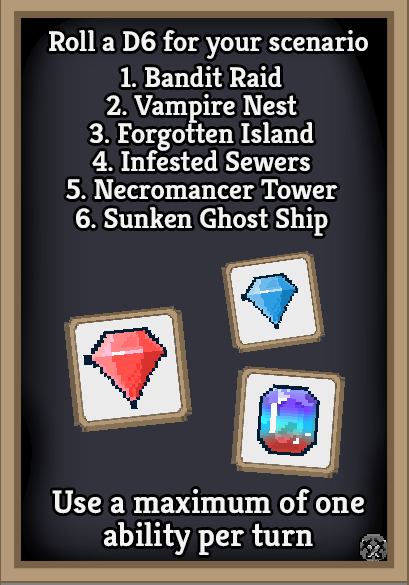 Roll a D6 for your scenario
1. Bandit Raid
2. Vampire Nest
3. Forgotten Island
4. Infested Sewers
5. Necromancer Tower
6. Sunken Ghost Ship
Use a maximum of one
ability per turn